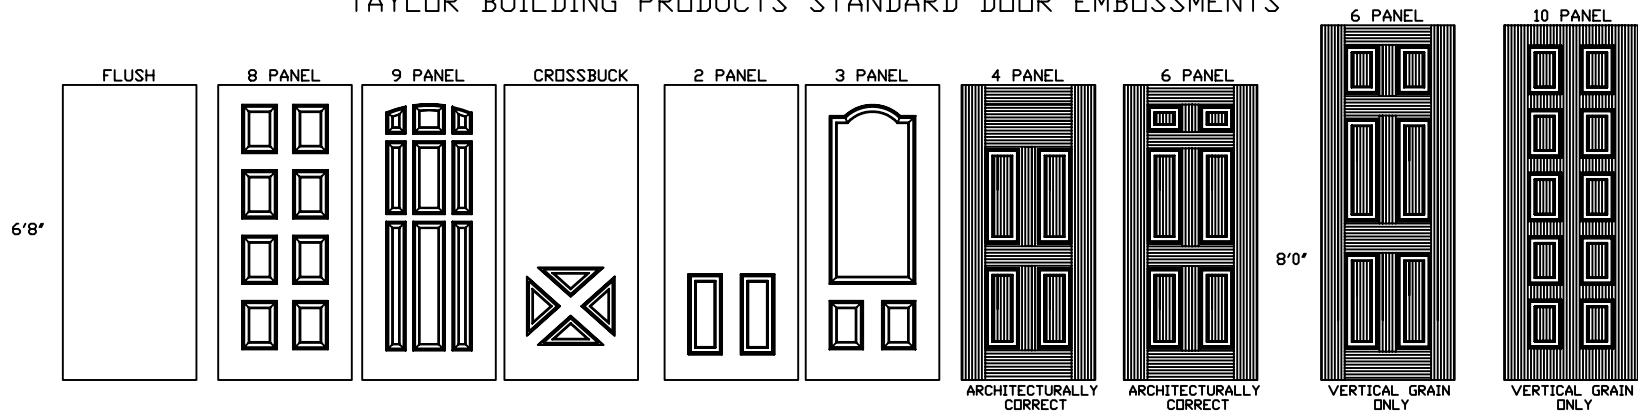 TAYLOR BUILDING PRODUCTS STANDARD DOOR EMBOSSMENTS
6 PANEL
10 PANEL
FLUSH
8 PANEL
9 PANEL
CROSSBUCK
2 PANEL
3 PANEL
4 PANEL
6 PANEL
6'8"
8'0"
ARCHITECTURALLY
CORRECT
ARCHITECTURALLY
CORRECT
VERTICAL GRAIN
ONLY
VERTICAL GRAIN
ONLY